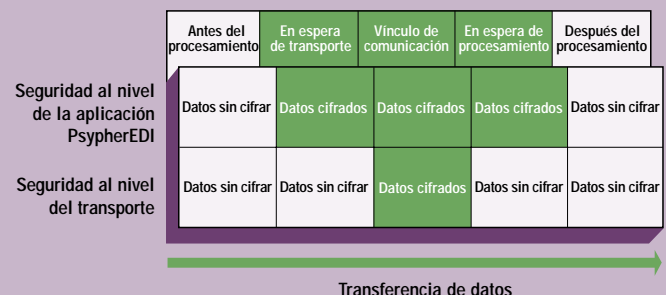 Antes del
procesamiento
En espera
de transporte
Vínculo de
comunicación
En espera de
procesamiento
Después del
procesamiento
Seguridad al nivel
de la aplicación
PsypherEDI
Datos sin cifrar
Datos cifrados
Datos cifrados
Datos cifrados
Datos sin cifrar
Seguridad al nivel
del transporte
Datos sin cifrar
Datos sin cifrar
Datos cifrados
Datos sin cifrar
Datos sin cifrar
Transferencia de datos